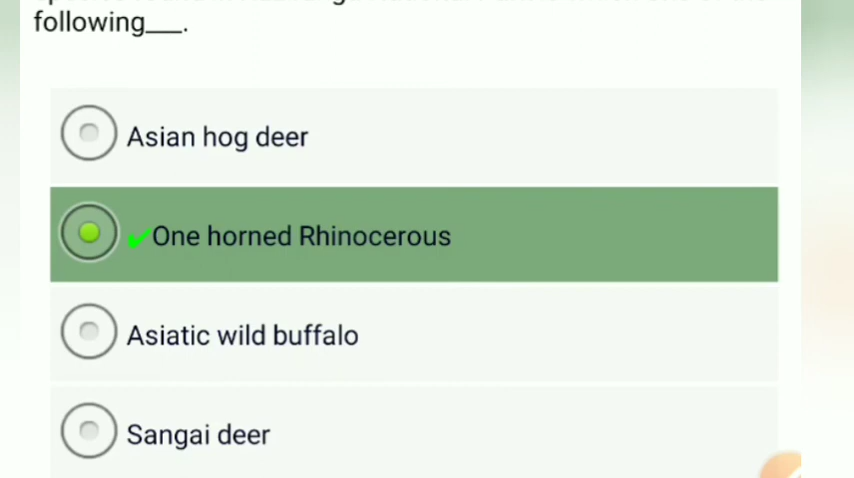 following___.
Asian hog deer
✔One horned Rhinocerous
Asiatic wild buffalo
Sangai deer